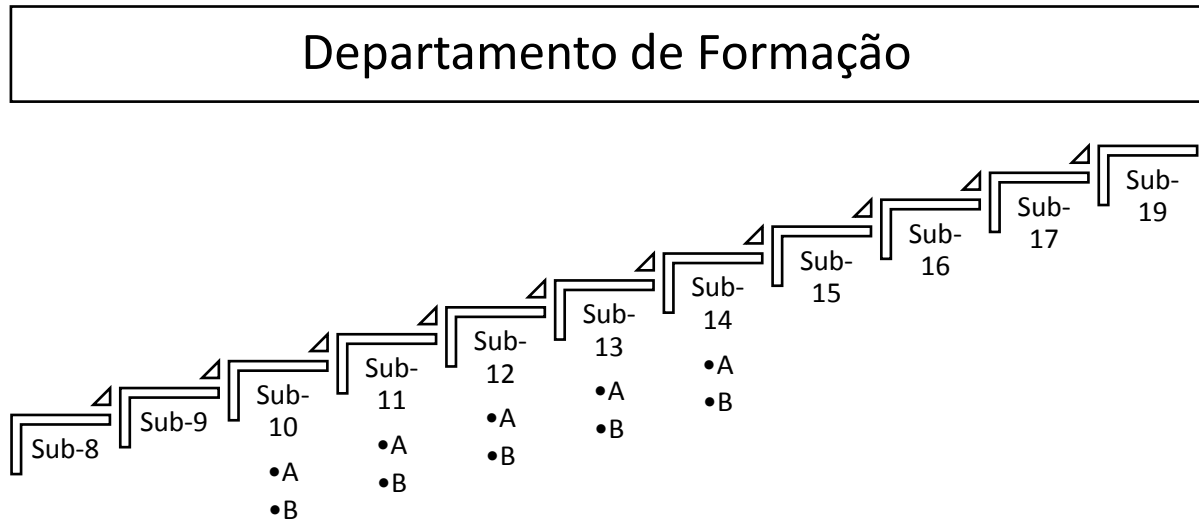 Departamento de Formação
Sub-8
Sub-9
Sub-
10
•A
•B
Sub-
11
•A
•B
Sub-
12
•A
•B
Sub-
13
•A
•B
Sub-
14
•A
•B
Sub-
15
Sub-
16
Sub-
17
Sub-
19